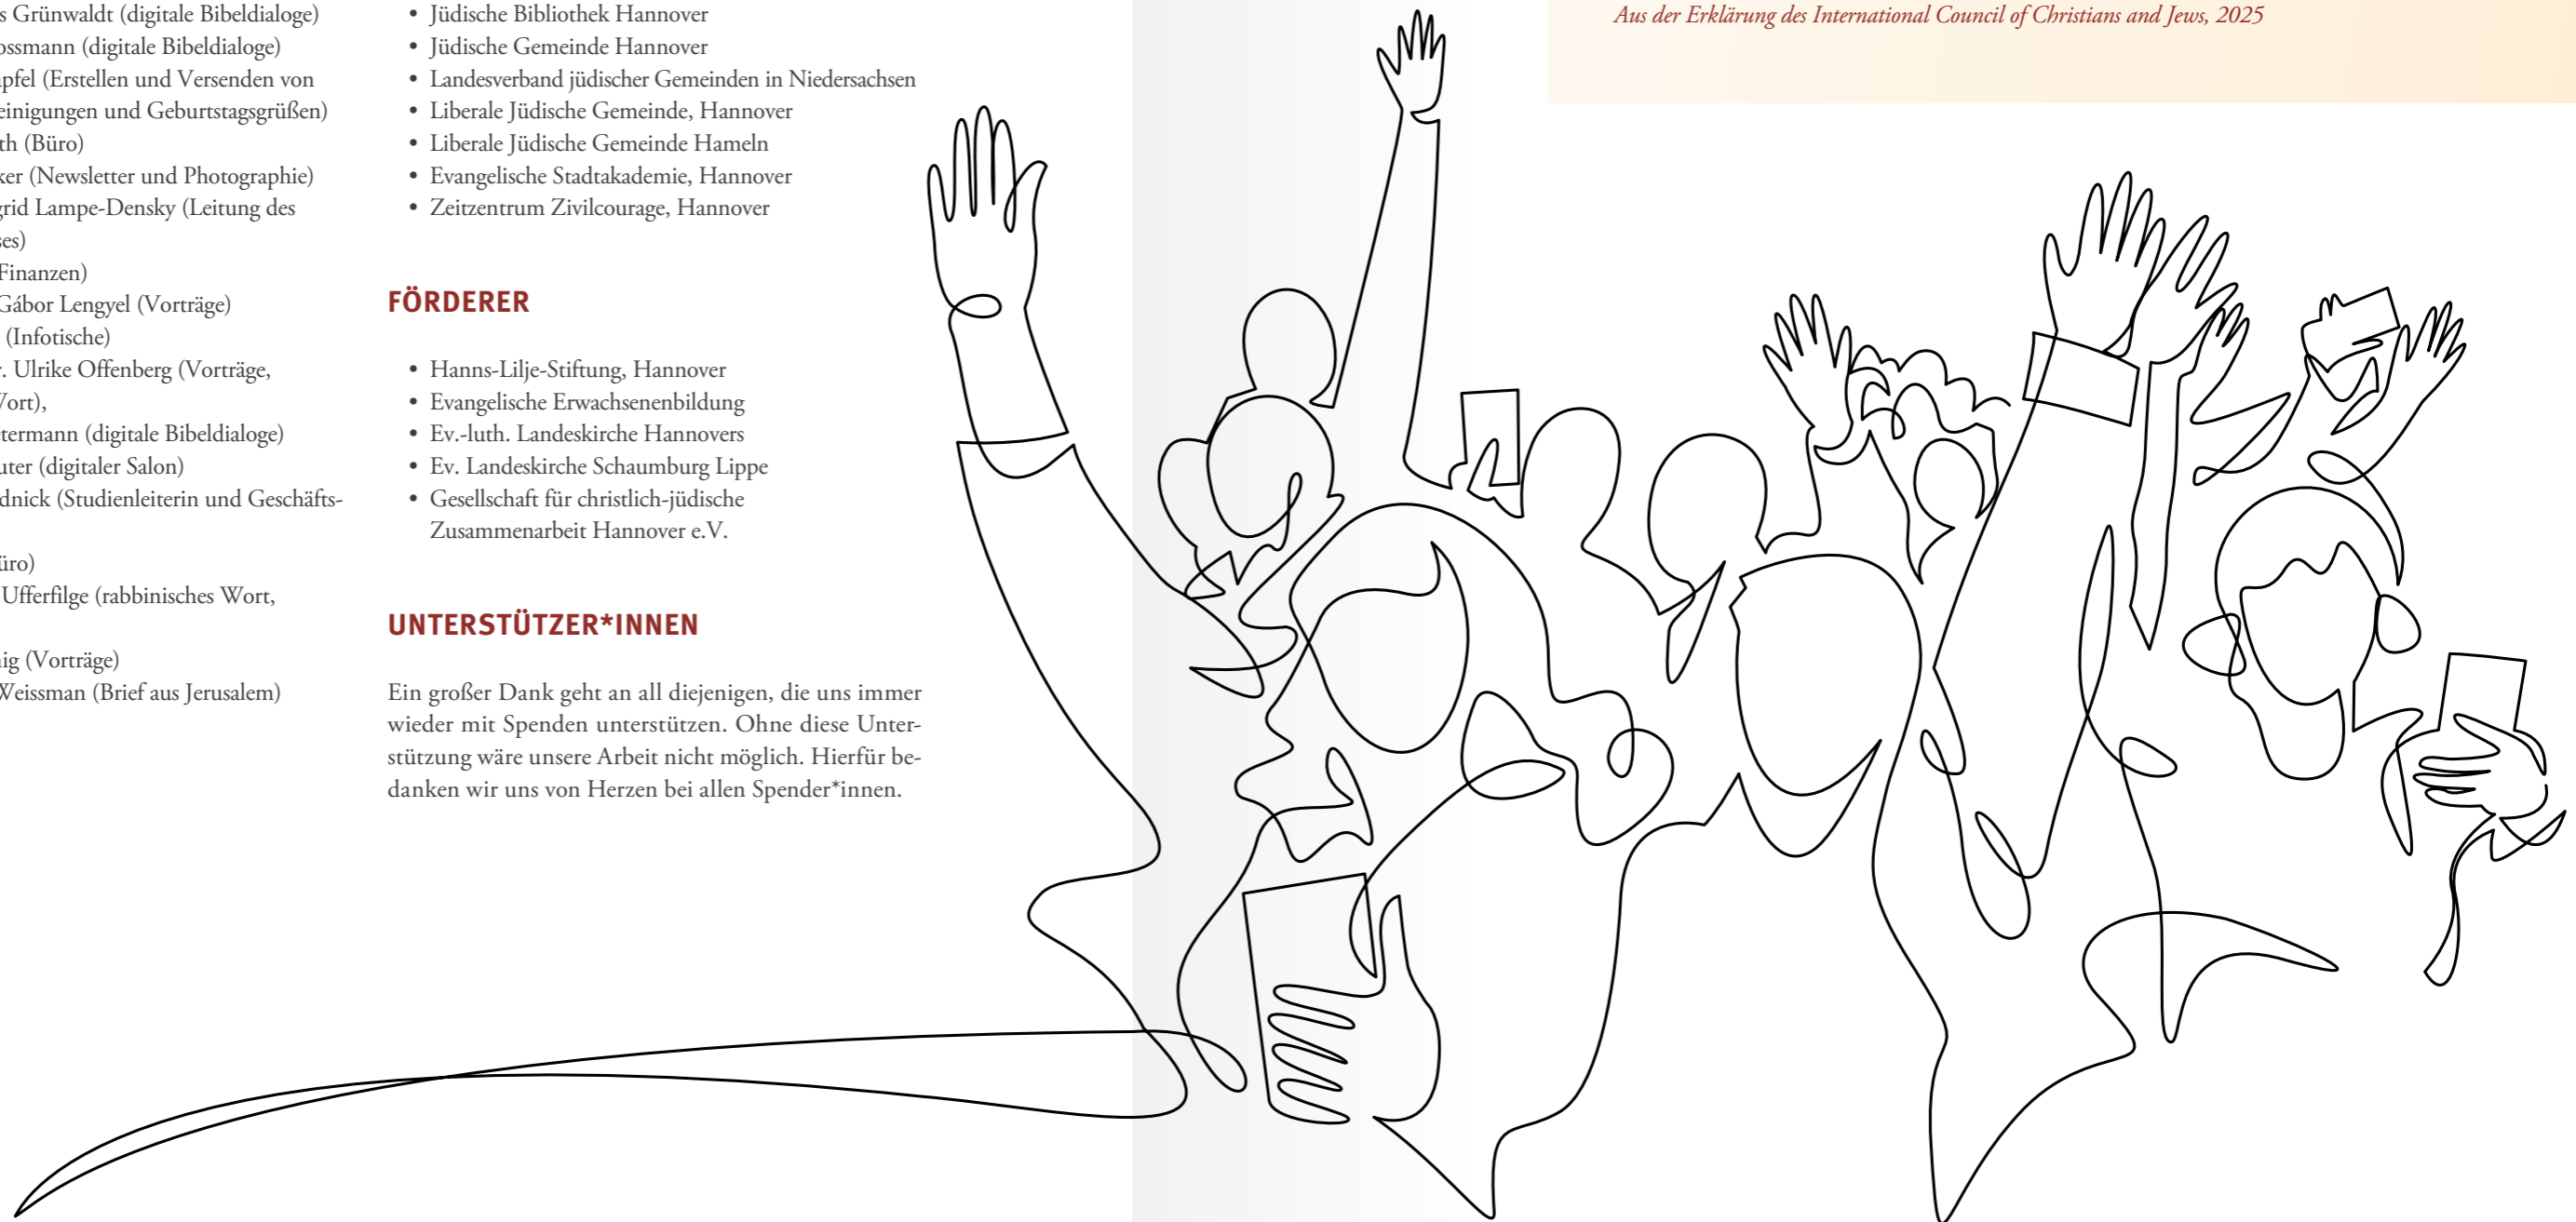 s Grünwaldt (digitale Bibeldialoge)
ossmann (digitale Bibeldialoge)
pfel (Erstellen und Versenden von
einigungen und Geburtstagsgrüßen)
th (Büro)
ker (Newsletter und Photographie)
grid Lampe-Densky (Leitung des
ses)
Finanzen)
Gábor Lengyel (Vorträge)
(Infotische)
r. Ulrike Offenberg (Vorträge,
Wort),
termann (digitale Bibeldialoge)
uter (digitaler Salon)
dnick (Studienleiterin und Geschäfts-
üro)
Ufferfilge (rabbinisches Wort,
nig (Vorträge)
Weissman (Brief aus Jerusalem)
• Jüdische Bibliothek Hannover
• Jüdische Gemeinde Hannover
• Landesverband jüdischer Gemeinden in Niedersachsen
• Liberale Jüdische Gemeinde, Hannover
• Liberale Jüdische Gemeinde Hameln
• Evangelische Stadtakademie, Hannover
• Zeitzentrum Zivilcourage, Hannover
FÖRDERER
• Hanns-Lilje-Stiftung, Hannover
• Evangelische Erwachsenenbildung
• Ev.-luth. Landeskirche Hannovers
• Ev. Landeskirche Schaumburg Lippe
• Gesellschaft für christlich-jüdische
Zusammenarbeit Hannover e.V.
UNTERSTÜTZER*INNEN
Ein großer Dank geht an all diejenigen, die uns immer
wieder mit Spenden unterstützen. Ohne diese Unter-
stützung wäre unsere Arbeit nicht möglich. Hierfür be-
danken wir uns von Herzen bei allen Spender*innen.
Aus der Erklärung des International Council of Christians and Jews, 2025